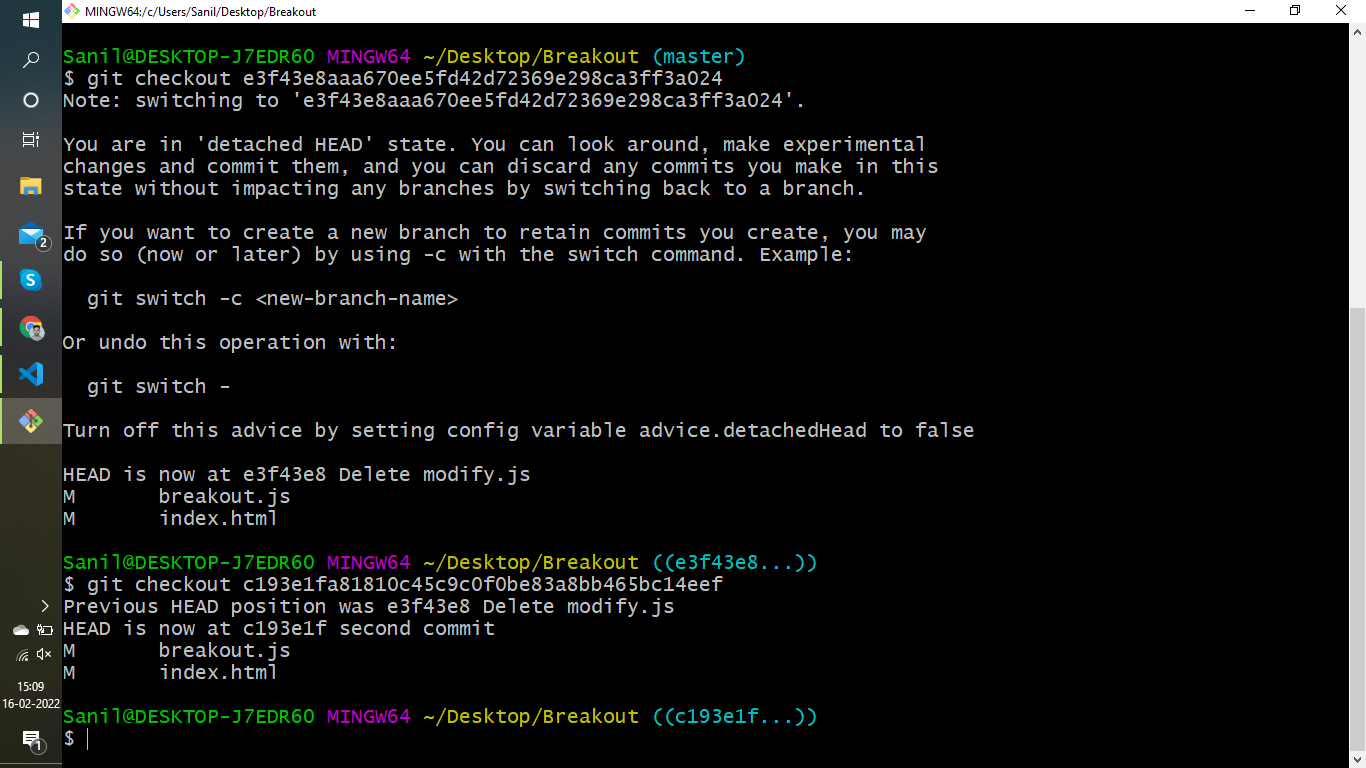 MINGW64:/c/Users/Sanil/Desktop/Breakout
Sanil@DESKTOP-J7EDR60 MINGW64 ~/Desktop/Breakout (master)
$ git checkout e3f43e8aaa670ee5fd42d72369e298ca3ff3a024
Note: switching to 'e3f43e8aaa670ee5fd42d72369e298ca3ff3a024'.
You are in 'detached HEAD' state. You can look around, make experimental
changes and commit them, and you can discard any commits you make in this
state without impacting any branches by switching back to a branch.
If you want to create a new branch to retain commits you create, you may
do so (now or later) by using -c with the switch command. Example:
git switch -c <new-branch-name>
Or undo this operation with:
git switch -
Turn off this advice by setting config variable advice.detachedHead to false
HEAD is now at e3f43e8 Delete modify.js
M       breakout.js
M       index.html
Sanil@DESKTOP-J7EDR60 MINGW64 ~/Desktop/Breakout ((e3f43e8...))
$ git checkout c193e1fa81810c45c9c0f0be83a8bb465bc14eef
Previous HEAD position was e3f43e8 Delete modify.js
HEAD is now at c193e1f second commit
M       breakout.js
M       index.html
Sanil@DESKTOP-J7EDR60 MINGW64 ~/Desktop/Breakout ((c193e1f...))
$
2
15:09
16-02-2022
1